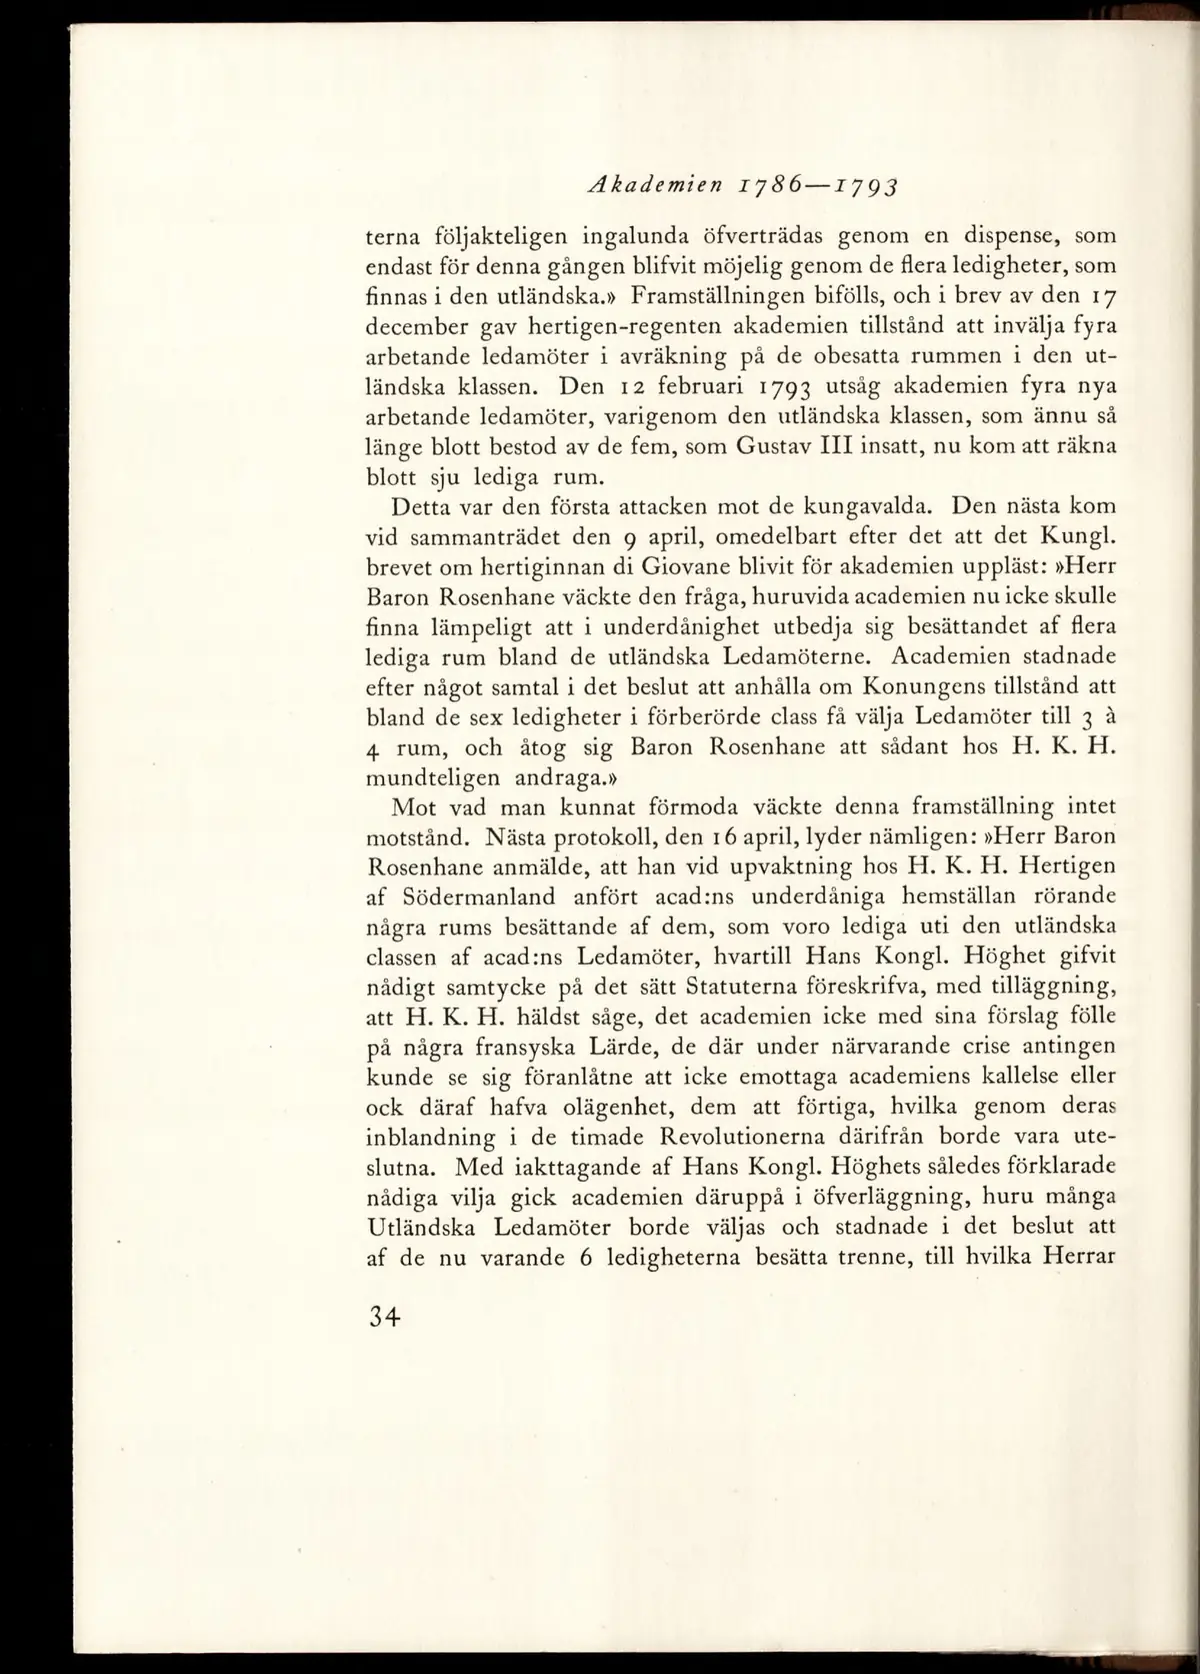 Akademien 1786—1793
terna följakteligen ingalunda öfverträdas genom en dispense, som
endast för denna gången blifvit möjelig genom de flera ledigheter, som
finnas i den utländska.» Framställningen bifölls, och i brev av den 17
december gav hertigen-regenten akademien tillstånd att invälja fyra
arbetande ledamöter i avräkning på de obesatta rummen i den ut-
ländska klassen. Den 12 februari 1793 utsåg akademien fyra nya
arbetande ledamöter, varigenom den utländska klassen, som ännu så
länge blott bestod av de fem, som Gustav III insatt, nu kom att räkna
blott sju lediga rum.
Detta var den första attacken mot de kungavalda. Den nästa kom
vid sammanträdet den 9 april, omedelbart efter det att det Kungl.
brevet om hertiginnan di Giovane blivit för akademien uppläst: »Herr
Baron Rosenhane väckte den fråga, huruvida academien nu icke skulle
finna lämpeligt att i underdånighet utbedja sig besättandet af flera
lediga rum bland de utländska Ledamöterne. Academien stadnade
efter något samtal i det beslut att anhålla om Konungens tillstånd att
bland de sex ledigheter i förberörde class få välja Ledamöter till 3 à
4 rum, och åtog sig Baron Rosenhane att sådant hos H. K. H.
mundteligen andraga.»
Mot vad man kunnat förmoda väckte denna framställning intet
motstånd. Nästa protokoll, den 16 april, lyder nämligen: »Herr Baron
Rosenhane anmälde, att han vid upvaktning hos H. K. H. Hertigen
af Södermanland anfört acad:ns underdåniga hemställan rörande
några rums besättande af dem, som voro lediga uti den utländska
classen af acad:ns Ledamöter, hvartill Hans Kongl. Höghet gifvit
nådigt samtycke på det sätt Statuterna föreskrifva, med tilläggning,
att H. K. H. häldst såge, det academien icke med sina förslag fölle
på några fransyska Lärde, de där under närvarande crise antingen
kunde se sig föranlåtne att icke emottaga academiens kallelse eller
ock däraf hafva olägenhet, dem att förtiga, hvilka genom deras
inblandning i de timade Revolutionerna därifrån borde vara ute-
slutna. Med iakttagande af Hans Kongl. Höghets således förklarade
nådiga vilja gick academien däruppå i öfverläggning, huru många
Utländska Ledamöter borde väljas och stadnade i det beslut att
af de nu varande 6 ledigheterna besätta trenne, till hvilka Herrar
34